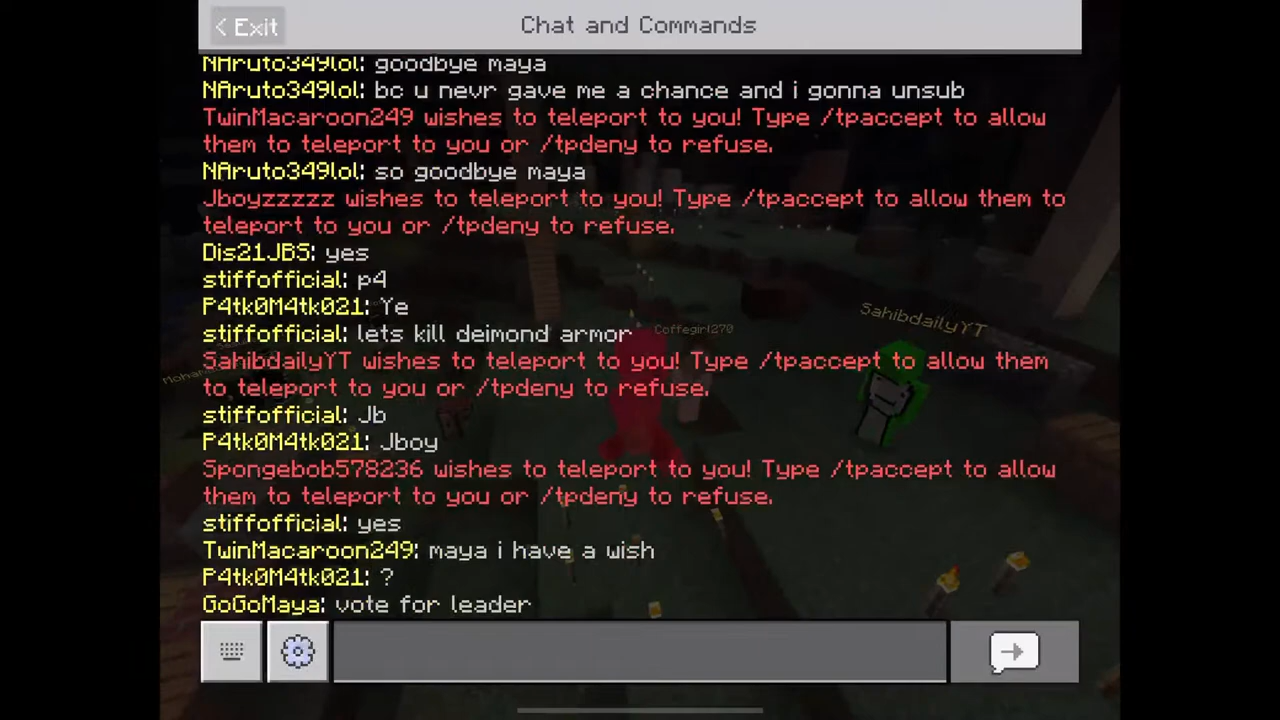 Exit
Chat and Commands
NAruto349lol: goodbye maya
NAruto349lol: bc u nevr gave me a chance and i gonna unsub
TwinMacaroon249 wishes to teleport to you! Type /tpaccept to allow
them to teleport to you or /tpdeny to refuse.
NAruto349lol: so goodbye maya
Jboyzzzzz wishes to teleport to you! Type /tpaccept to allow them to
teleport to you or /tpdeny to refuse.
Dis21JBS: yes
stiffofficial: p4
P4tk0M4tk021: Ye
stiffofficial: lets kill deimond armor
Coffegirl270
SahibdailyYT
SahibdailyYT wishes to teleport to you! Type /tpaccept to allow them
to teleport to you or /tpdeny to refuse.
stiffofficial: Jb
P4tk0M4tk021: Jboy
Spongebob578236 wishes to teleport to you! Type /tpaccept to allow
them to teleport to you or /tpdeny to refuse.
stiffofficial: yes
TwinMacaroon249: maya i have a wish
P4tk0M4tk021: ?
GoGoMaya: vote for leader